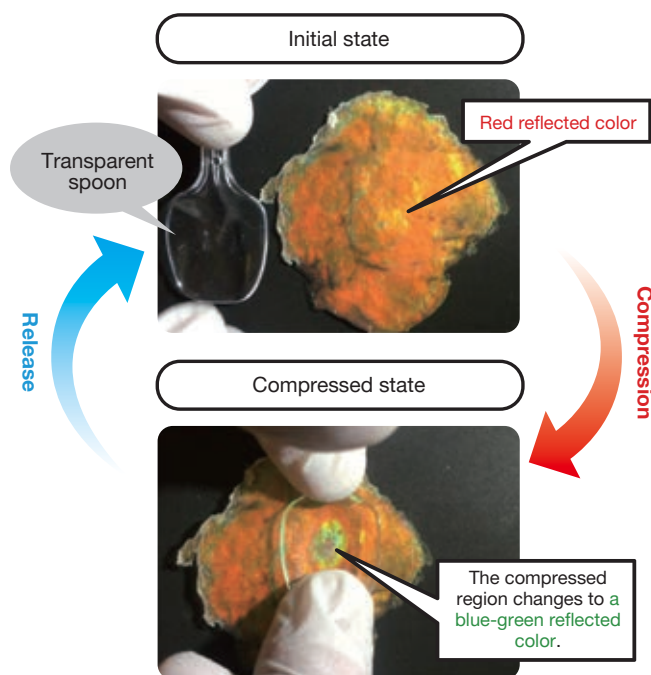 Initial state
Red reflected color
Transparent
spoon
Release
Compression
Compressed state
The compressed
region changes to a
blue-green reflected
color.